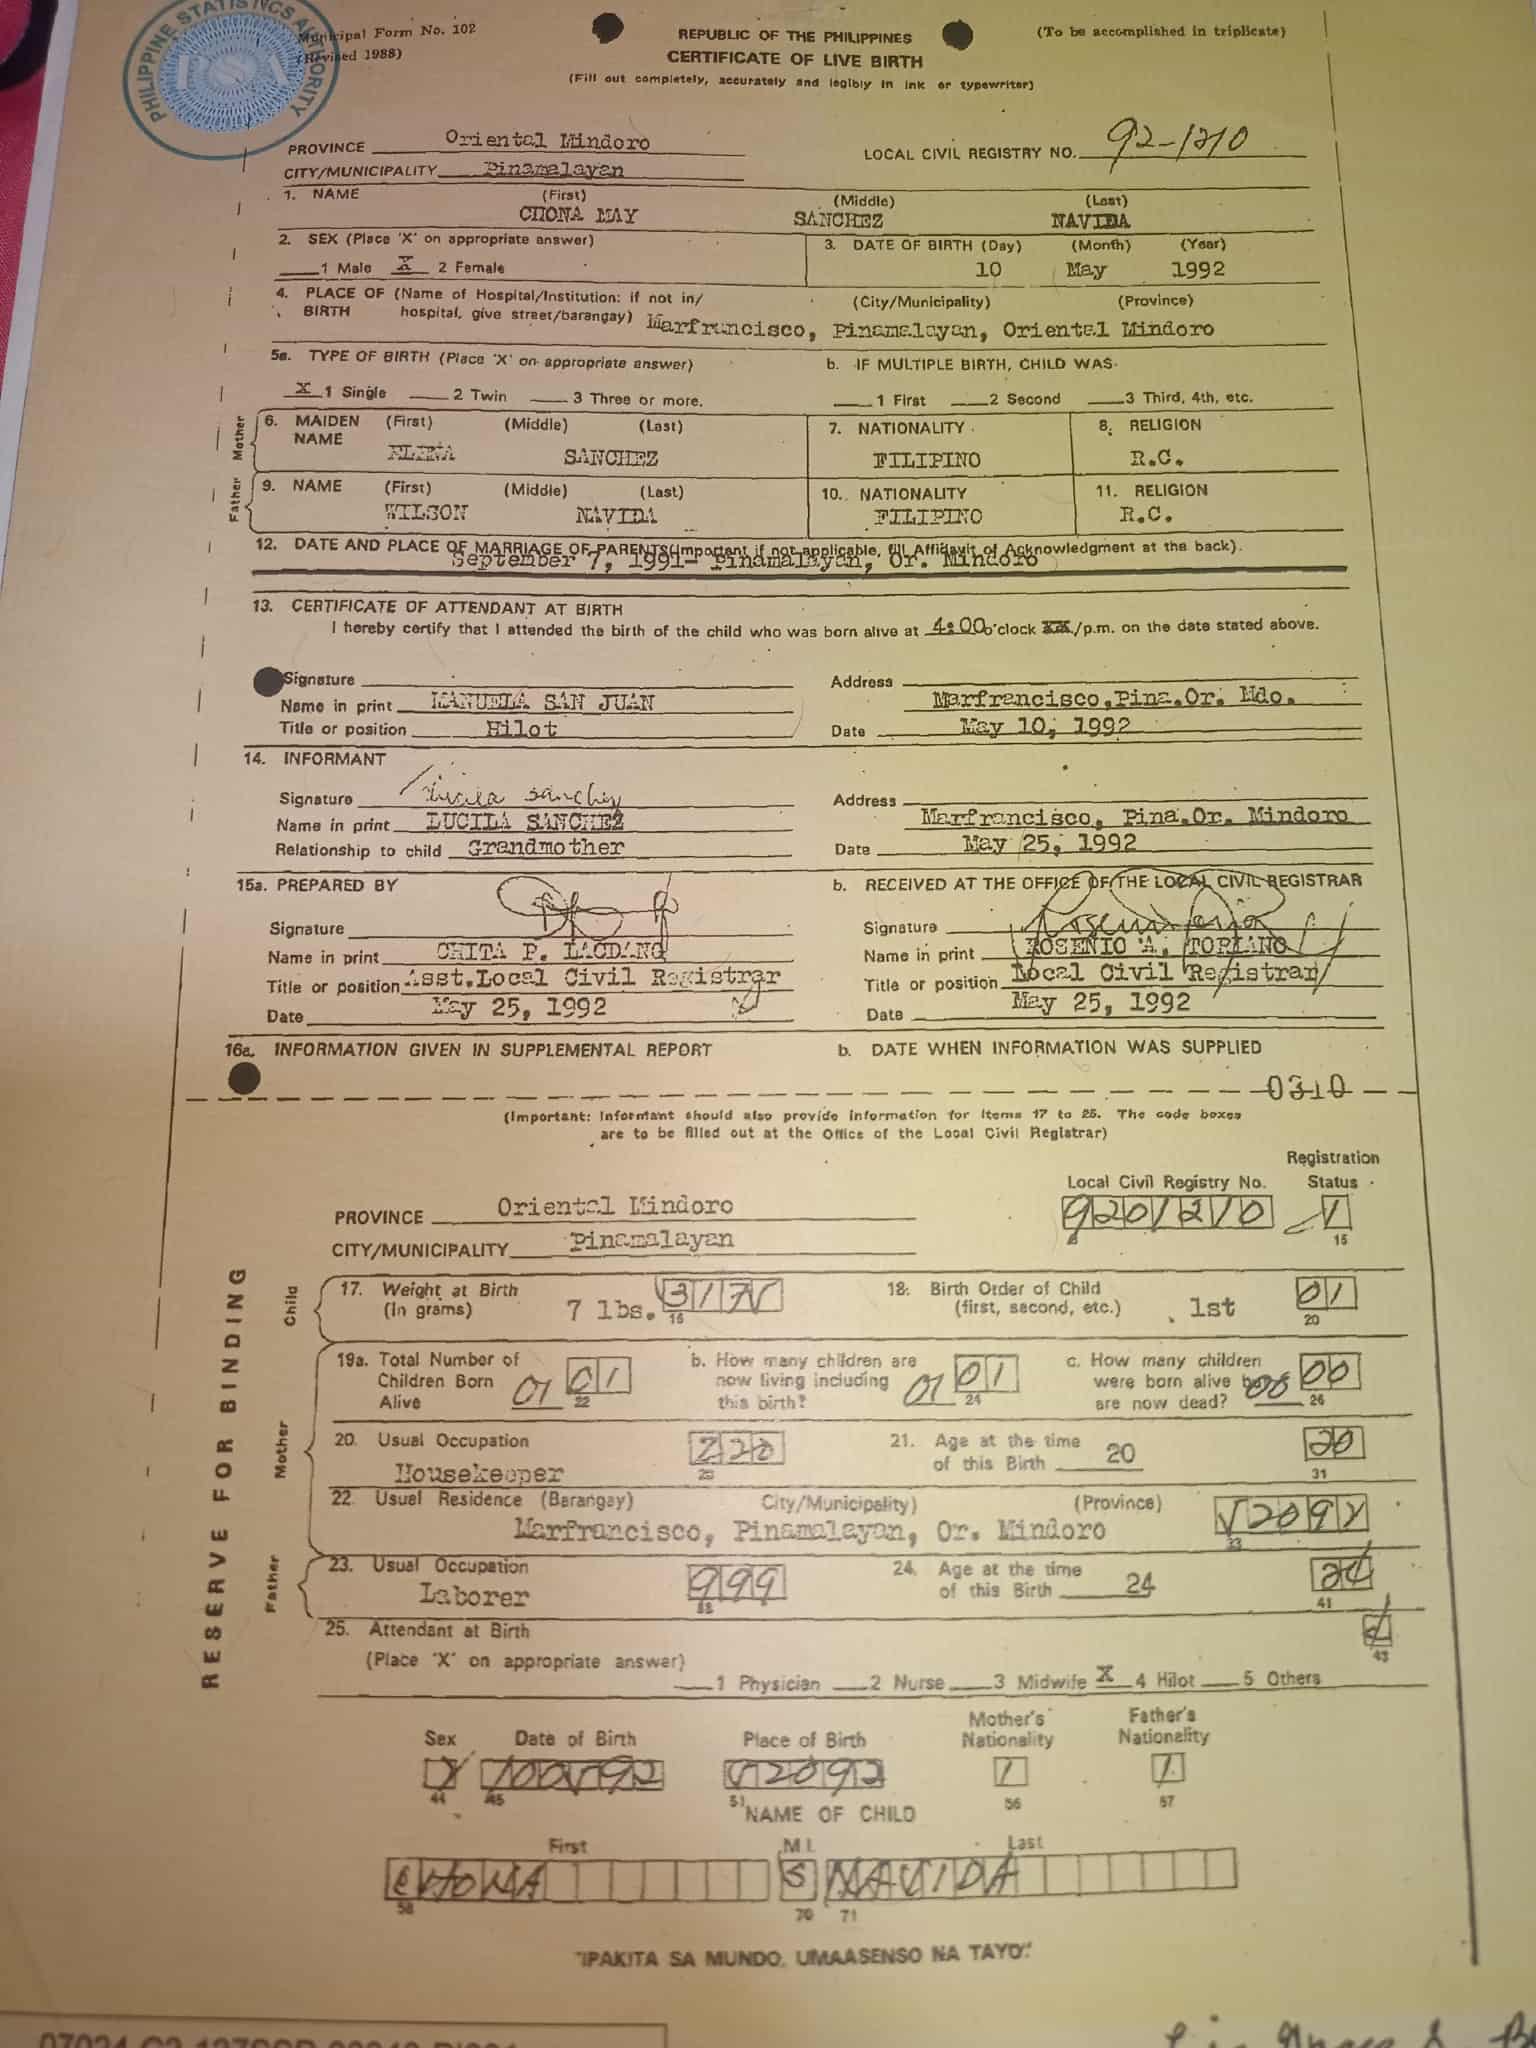 PHILIPPINE STATISTICS AUTHORITY
PSA
Municipal Form No. 102
(Revised 1988)
REPUBLIC OF THE PHILIPPINES
CERTIFICATE OF LIVE BIRTH
(Fill out completely, accurately and legibly in ink or typewriter)
(To be accomplished in triplicate)
PROVINCE Oriental Mindoro
LOCAL CIVIL REGISTRY NO. 92-1210
CITY/MUNICIPALITY Pinamalayan
1. NAME (First) (Middle) (Last)
CHONA MAY SANCHEZ NAVIDA
2. SEX (Place 'X' on appropriate answer) 3. DATE OF BIRTH (Day) (Month) (Year)
1 Male X 2 Female 10 May 1992
4. PLACE OF (Name of Hospital/Institution: if not in/ (City/Municipality) (Province)
BIRTH hospital, give street/barangay) Marfrancisco, Pinamalayan, Oriental Mindoro
5a. TYPE OF BIRTH (Place 'X' on appropriate answer) b. IF MULTIPLE BIRTH, CHILD WAS
X 1 Single 2 Twin 3 Three or more. 1 First 2 Second 3 Third, 4th, etc.
Mother
6. MAIDEN (First) (Middle) (Last) 7. NATIONALITY 8. RELIGION
NAME ELENA SANCHEZ FILIPINO R.C.
Father
9. NAME (First) (Middle) (Last) 10. NATIONALITY 11. RELIGION
WILSON NAVIDA FILIPINO R.C.
12. DATE AND PLACE OF MARRIAGE OF PARENTS (Important if not applicable, fill Affidavit of Acknowledgment at the back).
September 7, 1991- Pinamalayan, Or. Mindoro
13. CERTIFICATE OF ATTENDANT AT BIRTH
I hereby certify that I attended the birth of the child who was born alive at 4:00 o'clock XX/p.m. on the date stated above.
Signature Address
Name in print MANUELA SAN JUAN Marfrancisco,Pina.Or. Mdo.
Title or position Hilot Date May 10, 1992
14. INFORMANT
Signature Lucila Sanchez Address
Name in print LUCILA SANCHEZ Marfrancisco, Pina.Or. Mindoro
Relationship to child Grandmother Date May 25, 1992
15a. PREPARED BY b. RECEIVED AT THE OFFICE OF THE LOCAL CIVIL REGISTRAR
Signature Signature
Name in print CHITA P. LACDANG Name in print ROSENIO A. TORIANO
Title or position Asst.Local Civil Registrar Title or position Local Civil Registrar
Date May 25, 1992 Date May 25, 1992
16a. INFORMATION GIVEN IN SUPPLEMENTAL REPORT b. DATE WHEN INFORMATION WAS SUPPLIED
0310
(Important: Informant should also provide information for items 17 to 25. The code boxes
are to be filled out at the Office of the Local Civil Registrar)
Registration
Local Civil Registry No. Status
PROVINCE Oriental Mindoro 9201210 1
15
CITY/MUNICIPALITY Pinamalayan
RESERVE FOR BINDING
Child
17. Weight at Birth 18. Birth Order of Child 01
(In grams) 7 lbs. (first, second, etc.) 1st
16 20
Mother
19a. Total Number of b. How many children are c. How many children
Children Born 01 01 now living including 01 01 were born alive but 00 00
Alive 22 this birth? 24 are now dead? 26
20. Usual Occupation 220 21. Age at the time 20
Housekeeper of this Birth 20 31
22. Usual Residence (Barangay) City/Municipality) (Province)
Marfrancisco, Pinamalayan, Or. Mindoro
33
Father
23. Usual Occupation 999 24. Age at the time 24
Laborer of this Birth 24 41
25. Attendant at Birth
(Place 'X' on appropriate answer) 43
1 Physician 2 Nurse 3 Midwife X 4 Hilot 5 Others
Sex Date of Birth Place of Birth Mother's Nationality Father's Nationality
1 1
44 45 51 56 57
NAME OF CHILD
First M.I. Last
CHONA S NAVIDA
58 70 71
"IPAKITA SA MUNDO, UMAASENSO NA TAYO"